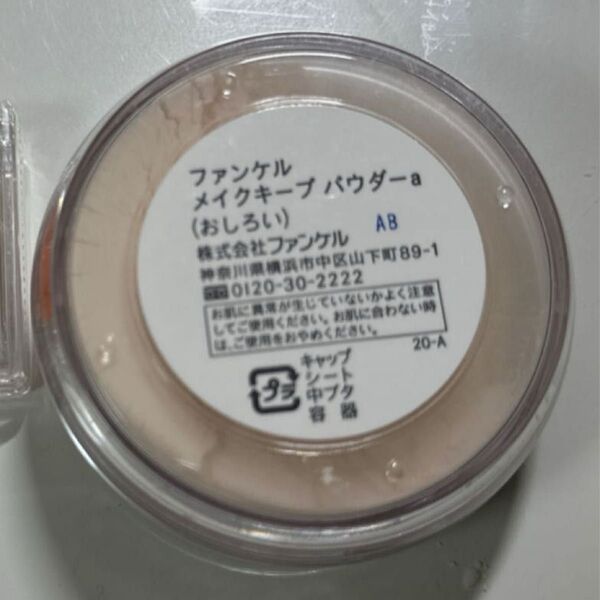 ファンケル
メイクキープ パウダーa
(おしろい) AB
株式会社ファンケル
神奈川県横浜市中区山下町89-1
0120-30-2222
お肌に異常が生じていないかよく注意
してご使用ください。お肌に合わない時
は、ご使用をおやめください。
20-A
キャップ
シート
プラ 中ブタ
容器